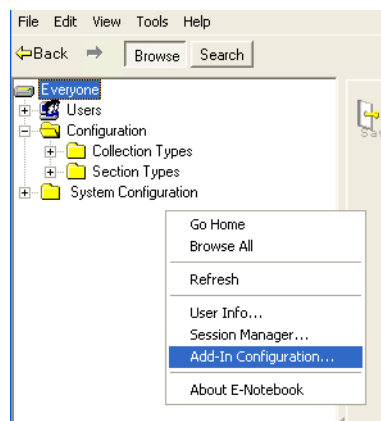 File Edit View Tools Help
Back Browse Search
Everyone
Users
Configuration
Collection Types
Section Types
System Configuration
Go Home
Browse All
Refresh
User Info...
Session Manager...
Add-In Configuration...
About E-Notebook